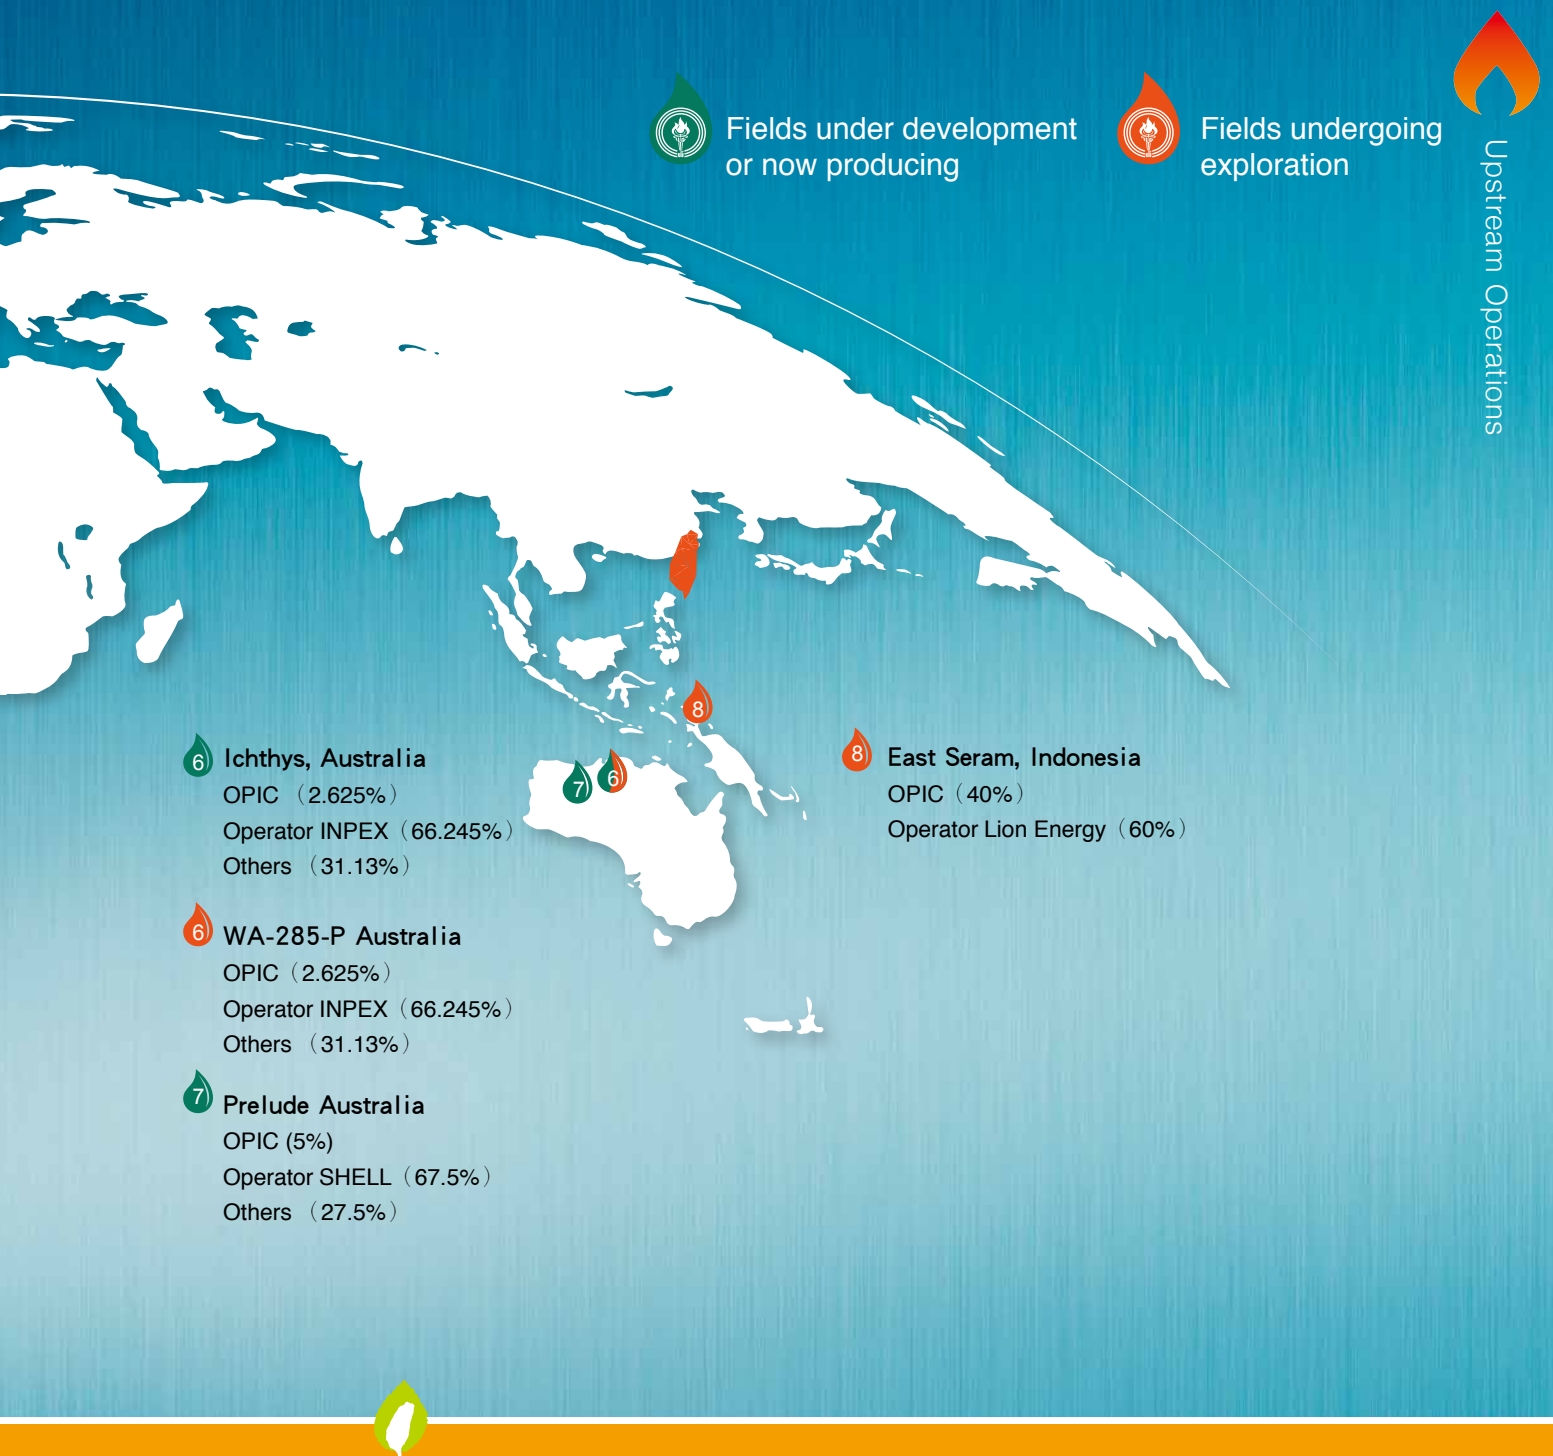 Fields under development
or now producing
Fields undergoing
exploration
Upstream Operations
8
7
6
6 Ichthys, Australia
OPIC （2.625%）
Operator INPEX（66.245%）
Others （31.13%）
6 WA-285-P Australia
OPIC（2.625%）
Operator INPEX（66.245%）
Others （31.13%）
7 Prelude Australia
OPIC (5%)
Operator SHELL（67.5%）
Others （27.5%）
8 East Seram, Indonesia
OPIC（40%）
Operator Lion Energy（60%）